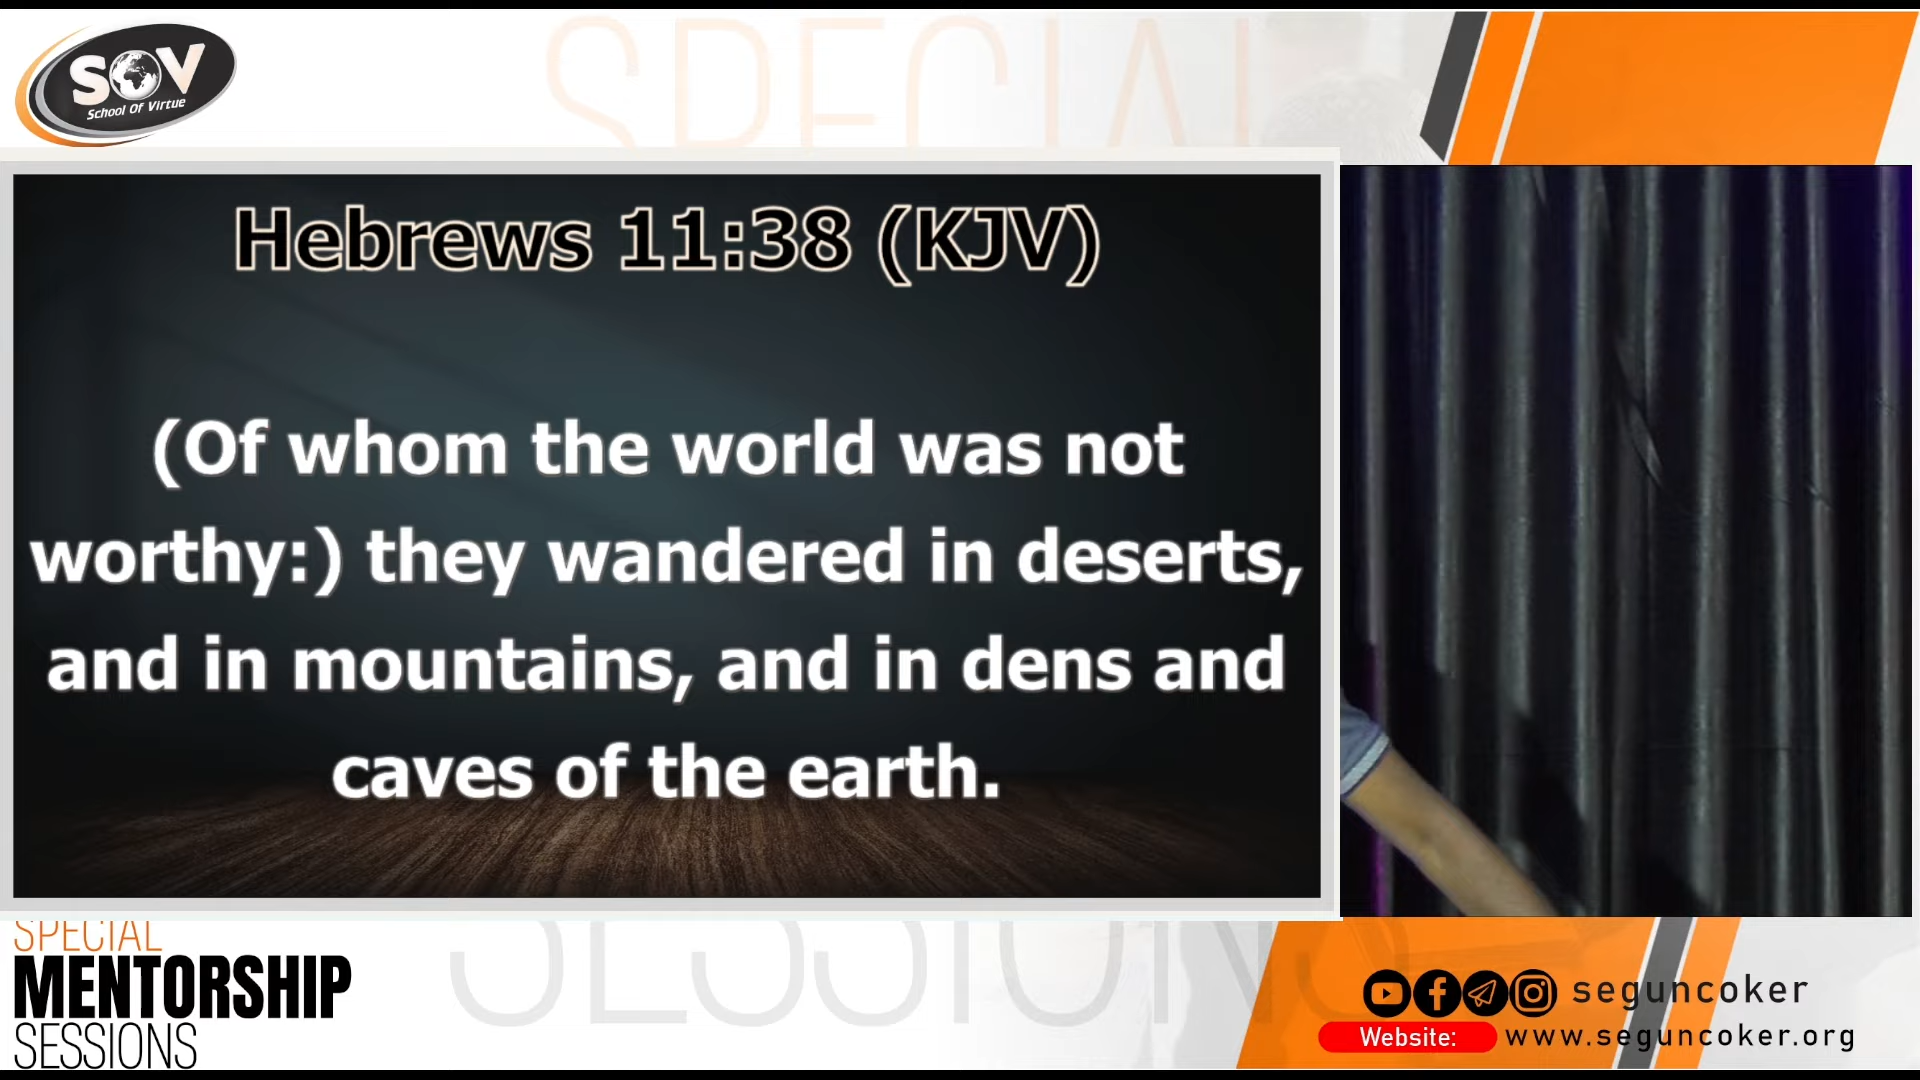 SPECIAL
SOV
School Of Virtue
Hebrews 11:38 (KJV)
(Of whom the world was not
worthy:) they wandered in deserts,
and in mountains, and in dens and
caves of the earth.
SPECIAL
MENTORSHIP
SESSIONS
SESSIONS
seguncoker
Website: www.seguncoker.org